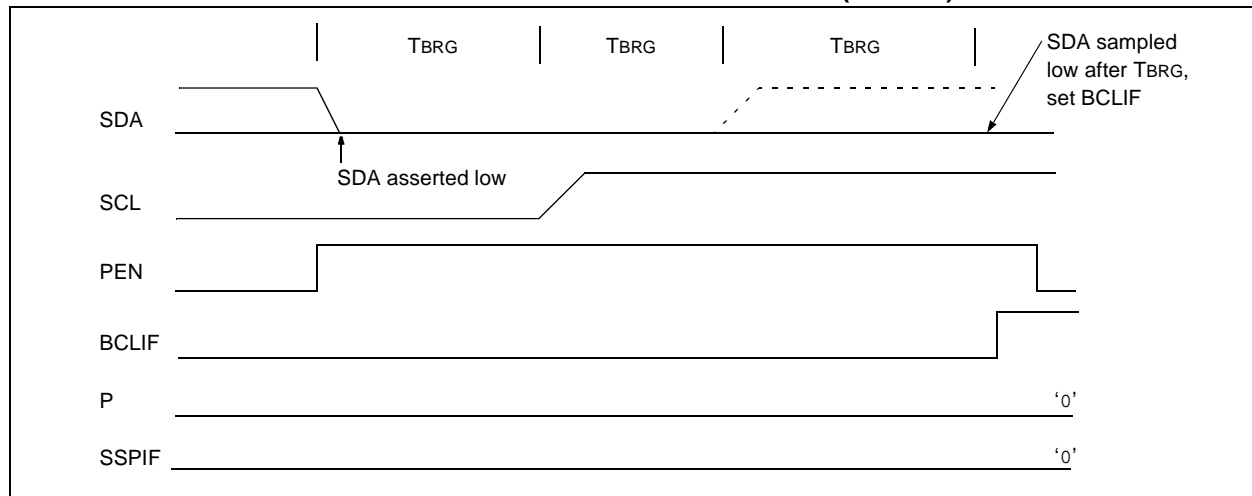 TBRG TBRG TBRG
SDA sampled
low after TBRG,
set BCLIF
SDA
SDA asserted low
SCL
PEN
BCLIF
P
‘0’
SSPIF
‘0’